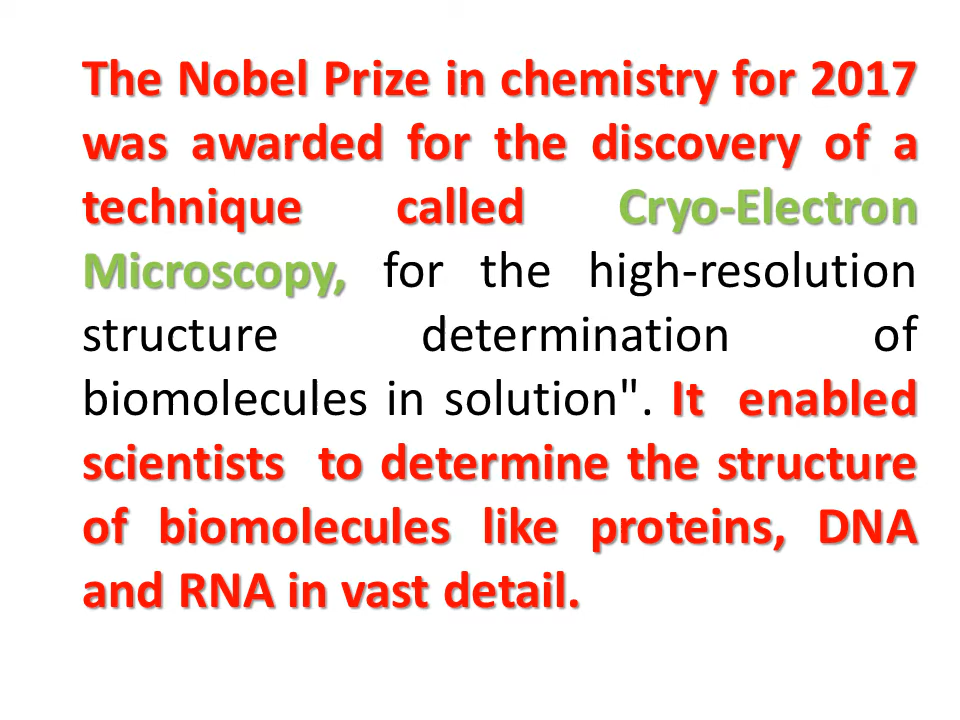 The Nobel Prize in chemistry for 2017
was awarded for the discovery of a
technique called Cryo-Electron
Microscopy, for the high-resolution
structure determination of
biomolecules in solution". It enabled
scientists to determine the structure
of biomolecules like proteins, DNA
and RNA in vast detail.